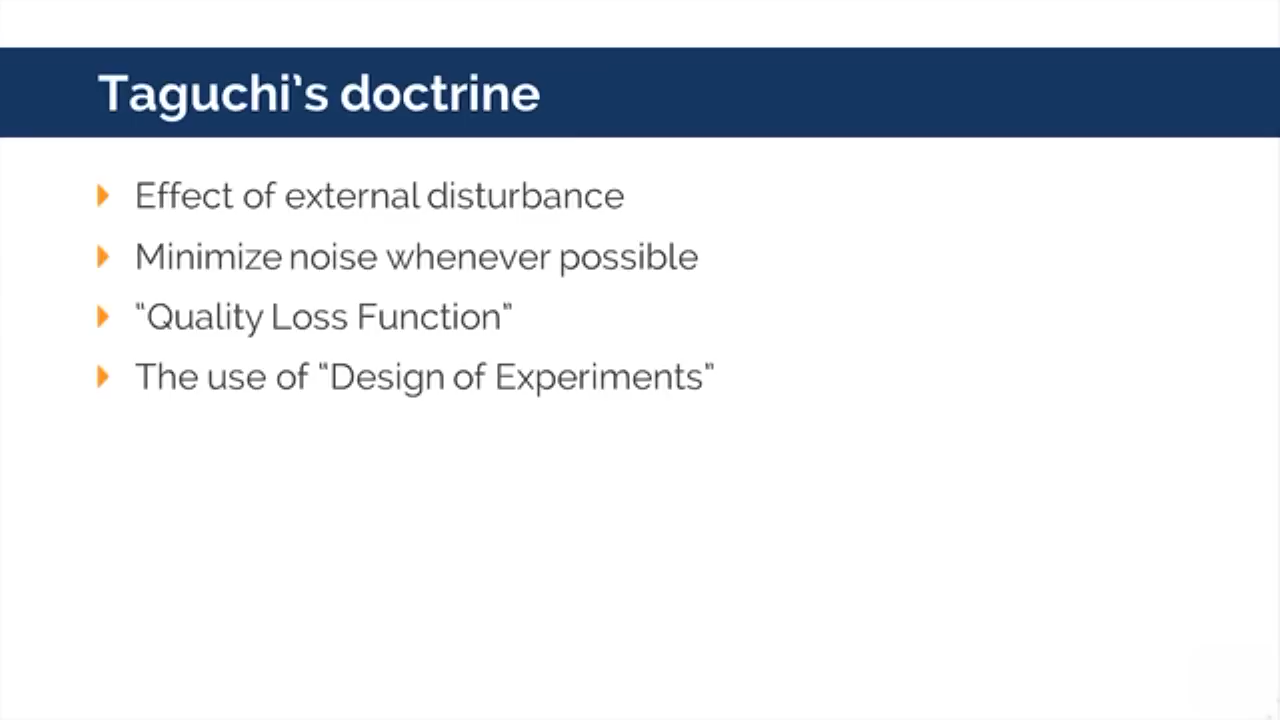 Taguchi's doctrine
Effect of external disturbance
Minimize noise whenever possible
“Quality Loss Function”
The use of “Design of Experiments”